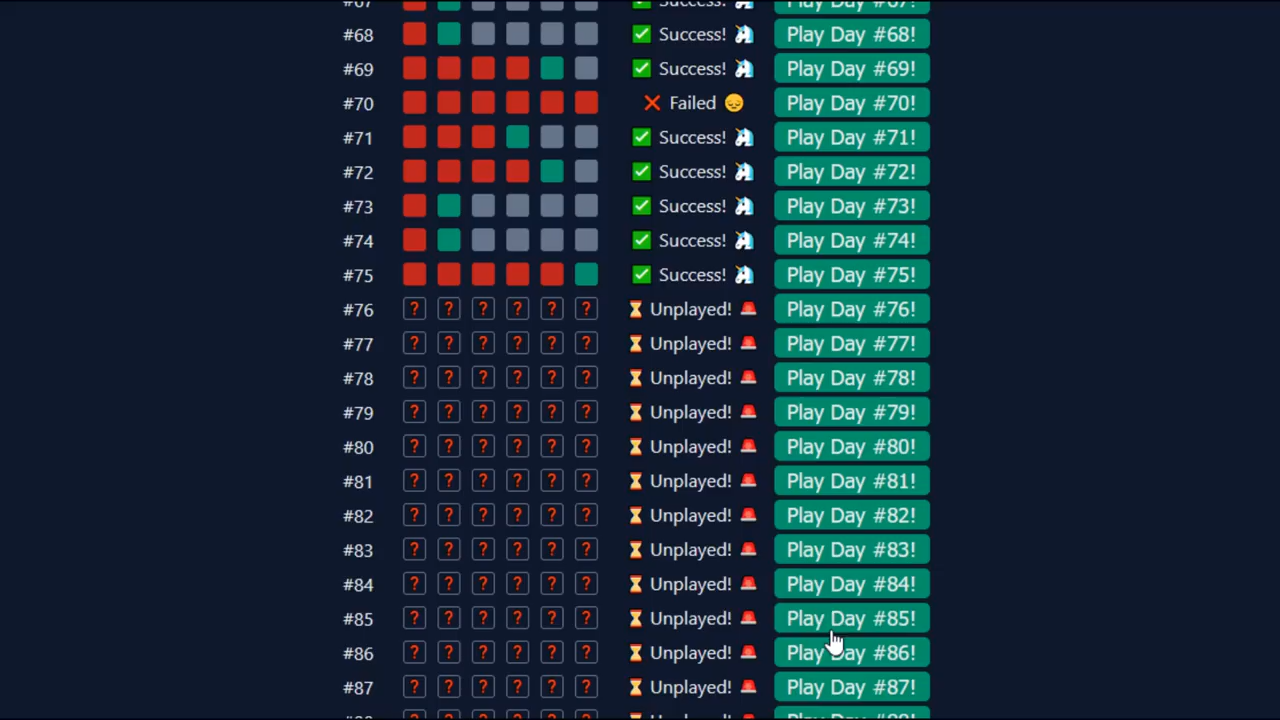 #67 ✅ Success! 🦄 Play Day #67!
#68 ✅ Success! 🦄 Play Day #68!
#69 ✅ Success! 🦄 Play Day #69!
#70 ❌ Failed 😔 Play Day #70!
#71 ✅ Success! 🦄 Play Day #71!
#72 ✅ Success! 🦄 Play Day #72!
#73 ✅ Success! 🦄 Play Day #73!
#74 ✅ Success! 🦄 Play Day #74!
#75 ✅ Success! 🦄 Play Day #75!
#76 ? ? ? ? ? ? ⏳ Unplayed! 🚨 Play Day #76!
#77 ? ? ? ? ? ? ⏳ Unplayed! 🚨 Play Day #77!
#78 ? ? ? ? ? ? ⏳ Unplayed! 🚨 Play Day #78!
#79 ? ? ? ? ? ? ⏳ Unplayed! 🚨 Play Day #79!
#80 ? ? ? ? ? ? ⏳ Unplayed! 🚨 Play Day #80!
#81 ? ? ? ? ? ? ⏳ Unplayed! 🚨 Play Day #81!
#82 ? ? ? ? ? ? ⏳ Unplayed! 🚨 Play Day #82!
#83 ? ? ? ? ? ? ⏳ Unplayed! 🚨 Play Day #83!
#84 ? ? ? ? ? ? ⏳ Unplayed! 🚨 Play Day #84!
#85 ? ? ? ? ? ? ⏳ Unplayed! 🚨 Play Day #85!
#86 ? ? ? ? ? ? ⏳ Unplayed! 🚨 Play Day #86!
#87 ? ? ? ? ? ? ⏳ Unplayed! 🚨 Play Day #87!